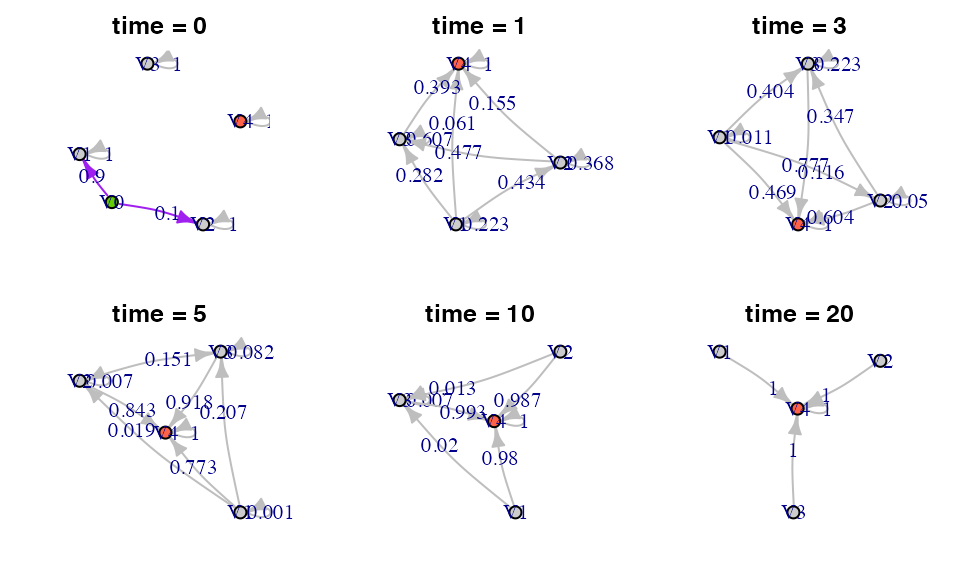 time = 0
time = 1
time = 3
V3 1
V4 1
V1 1
0.9
V0
0.1
V2 1
V4 1
0.393
0.155
0.061
V3 0.607
0.477
V2 0.368
0.282
0.434
V1 0.223
V3 0.223
0.404
0.347
V1 0.011
0.777
0.116
0.469
V2 0.05
0.604
V4 1
time = 5
time = 10
time = 20
V3 0.082
0.151
V2 0.007
0.918
0.843
0.207
0.019
V4 1
0.773
V1 0.001
V2
0.013
V3 0.007
0.987
0.993
V4 1
0.02
0.98
V1
V1
V2
1
1
V4 1
1
V3